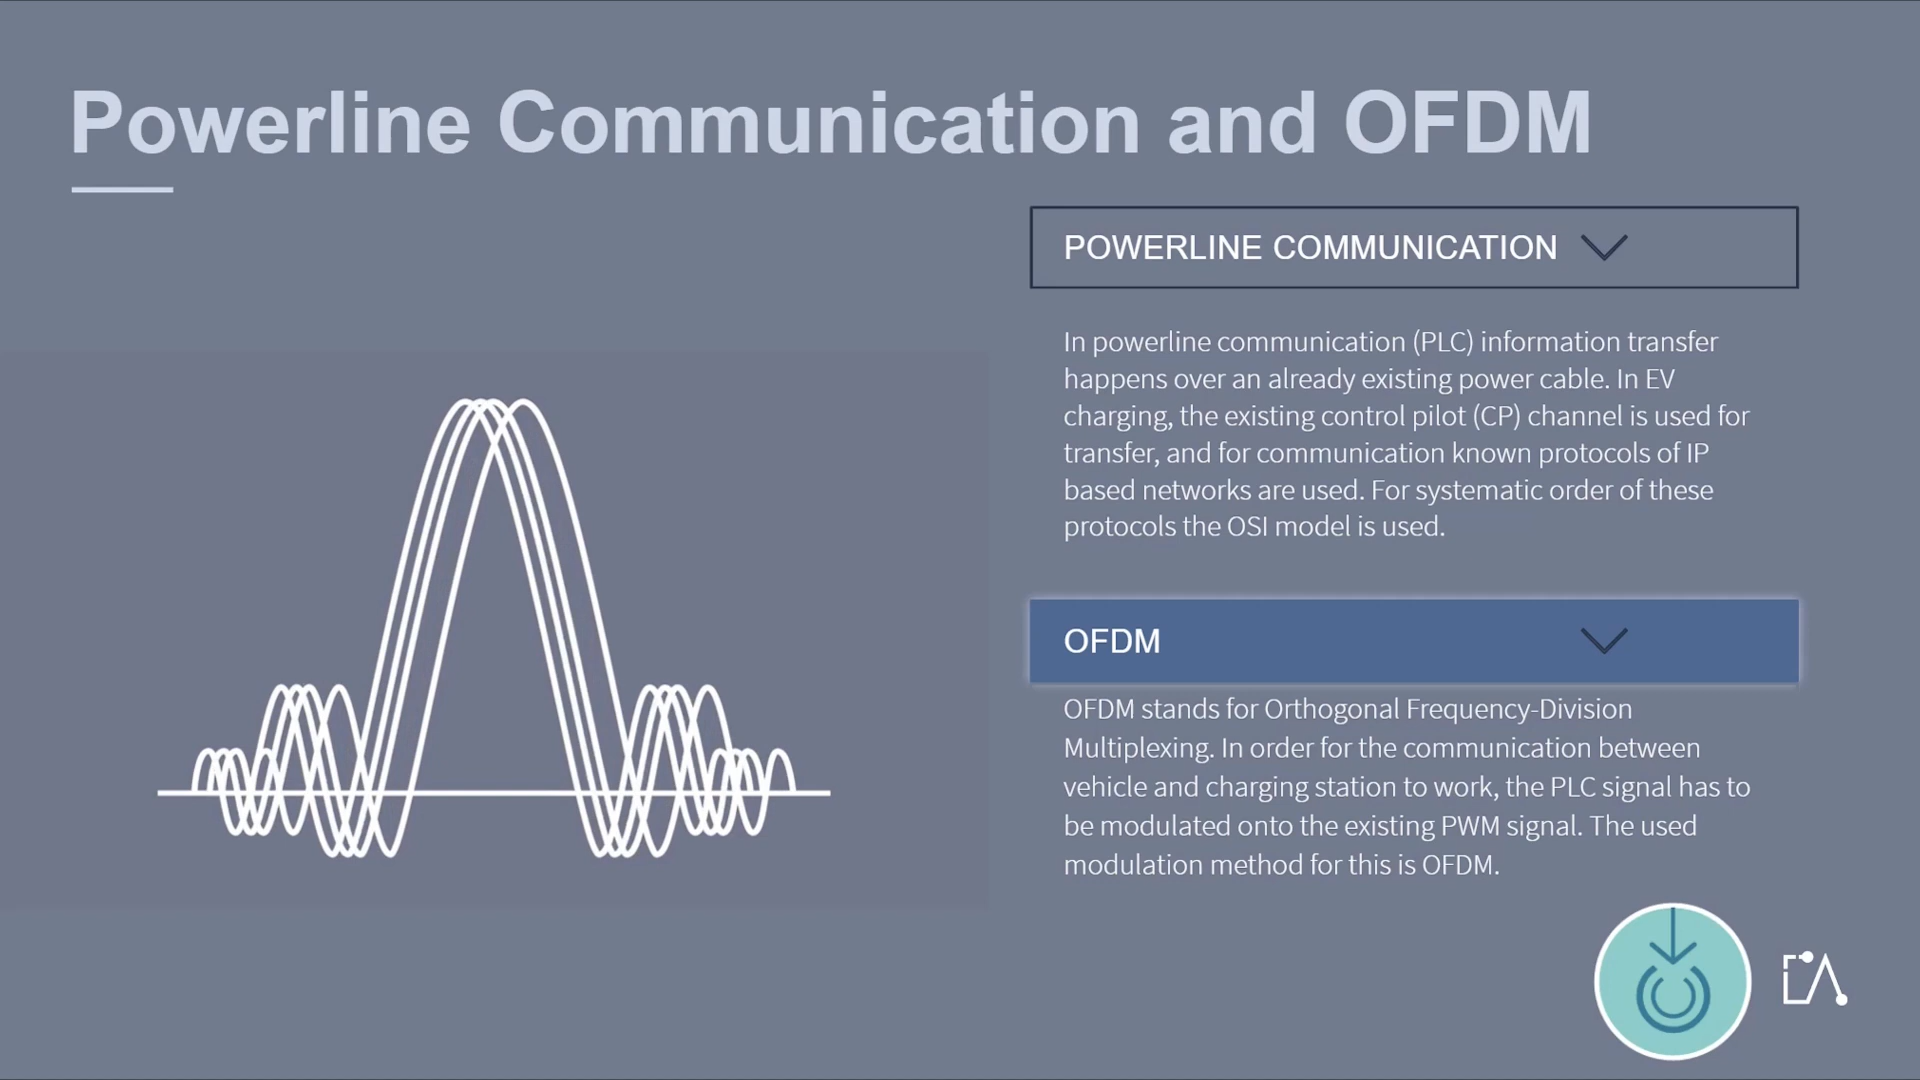 Powerline Communication and OFDM
POWERLINE COMMUNICATION
In powerline communication (PLC) information transfer
happens over an already existing power cable. In EV
charging, the existing control pilot (CP) channel is used for
transfer, and for communication known protocols of IP
based networks are used. For systematic order of these
protocols the OSI model is used.
OFDM
OFDM stands for Orthogonal Frequency-Division
Multiplexing. In order for the communication between
vehicle and charging station to work, the PLC signal has to
be modulated onto the existing PWM signal. The used
modulation method for this is OFDM.